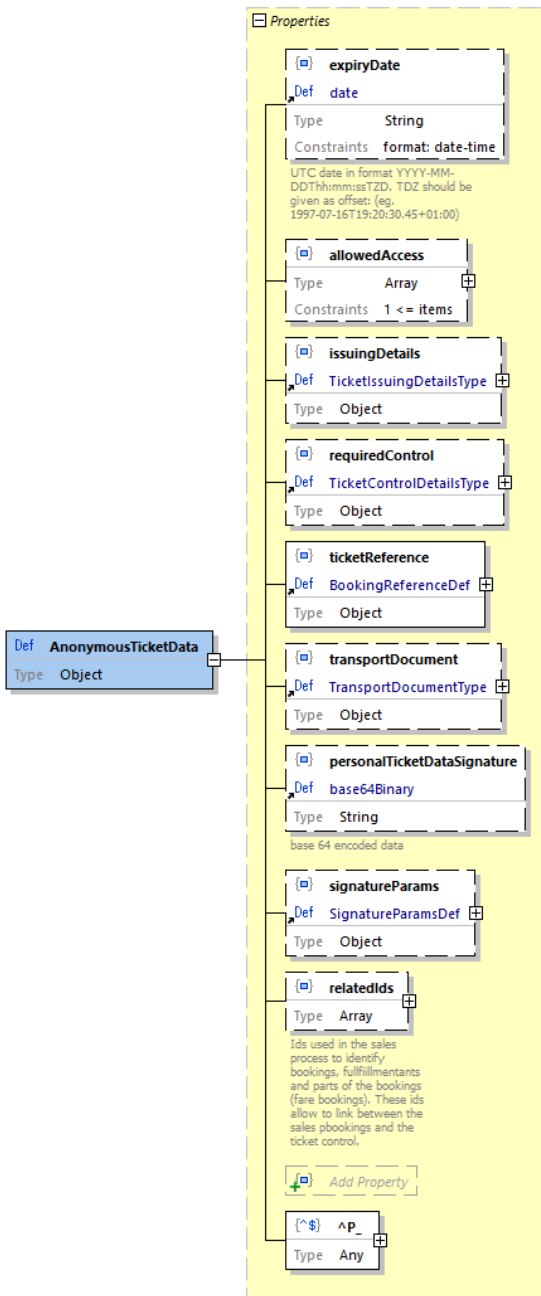 Properties
expiryDate
Def date
Type String
Constraints format: date-time
UTC date in format YYYY-MM-
DDThh:mm:ssTZD. TDZ should be
given as offset: (eg.
1997-07-16T19:20:30.45+01:00)
allowedAccess
Type Array
Constraints 1 <= items
issuingDetails
Def TicketIssuingDetailsType
Type Object
requiredControl
Def TicketControlDetailsType
Type Object
ticketReference
Def BookingReferenceDef
Type Object
Def AnonymousTicketData
Type Object
transportDocument
Def TransportDocumentType
Type Object
personalTicketDataSignature
Def base64Binary
Type String
base 64 encoded data
signatureParams
Def SignatureParamsDef
Type Object
relatedIds
Type Array
Ids used in the sales
process to identify
bookings, fullfiillmentants
and parts of the bookings
(fare bookings). These ids
allow to link between the
sales pbookings and the
ticket control.
Add Property
{^$} ^P_
Type Any